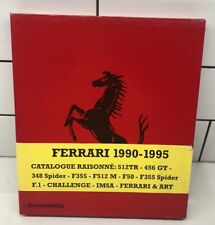 FERRARI 1990-1995
CATALOGUE RAISONNÉ: 512TR - 456 GT -
348 Spider - F355 - F512 M - F50 - F355 Spider
F.1 - CHALLENGE - IMSA - FERRARI & ART
Automobilia